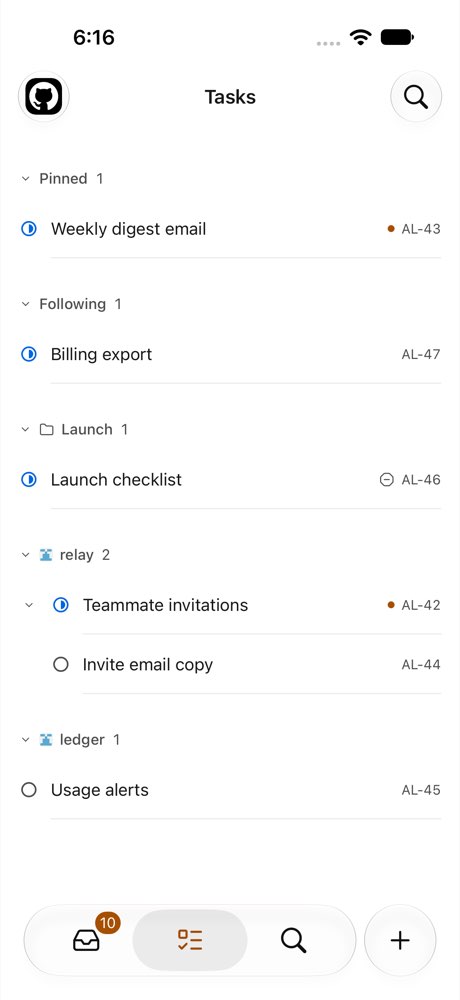 6:16
Tasks
Pinned 1
Weekly digest email AL-43
Following 1
Billing export AL-47
Launch 1
Launch checklist AL-46
relay 2
Teammate invitations AL-42
Invite email copy AL-44
ledger 1
Usage alerts AL-45
10